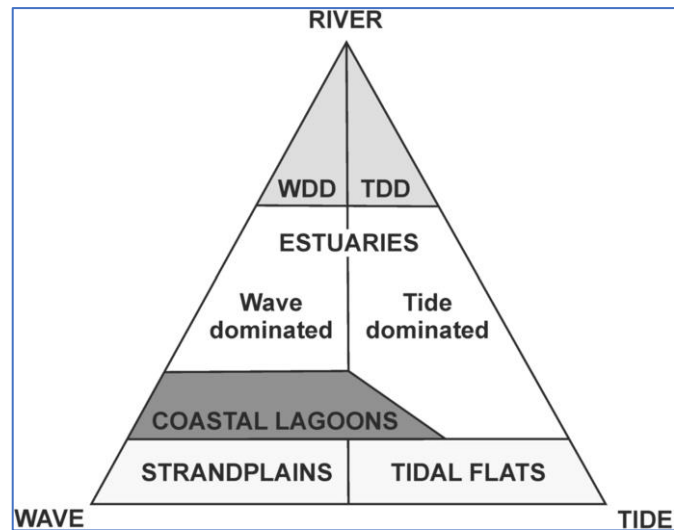 RIVER
WDD TDD
ESTUARIES
Wave
dominated
Tide
dominated
COASTAL LAGOONS
STRANDPLAINS TIDAL FLATS
WAVE TIDE